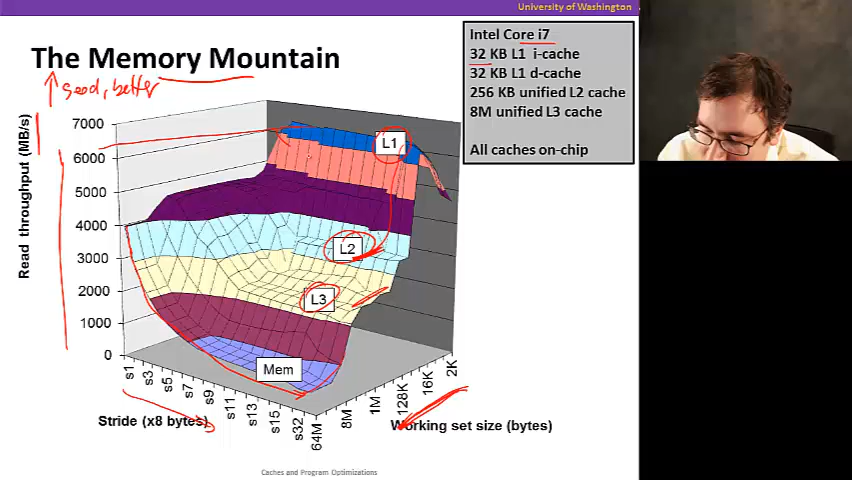 University of Washington
The Memory Mountain
good, better
Intel Core i7
32 KB L1 i-cache
32 KB L1 d-cache
256 KB unified L2 cache
8M unified L3 cache
All caches on-chip
Read throughput (MB/s)
7000
6000
5000
4000
3000
2000
1000
0
L1
L2
L3
Mem
s1
s3
s5
s7
s9
s11
s13
s15
s32
64M
8M
1M
128K
16K
2K
Stride (x8 bytes)
Working set size (bytes)
Caches and Program Optimizations